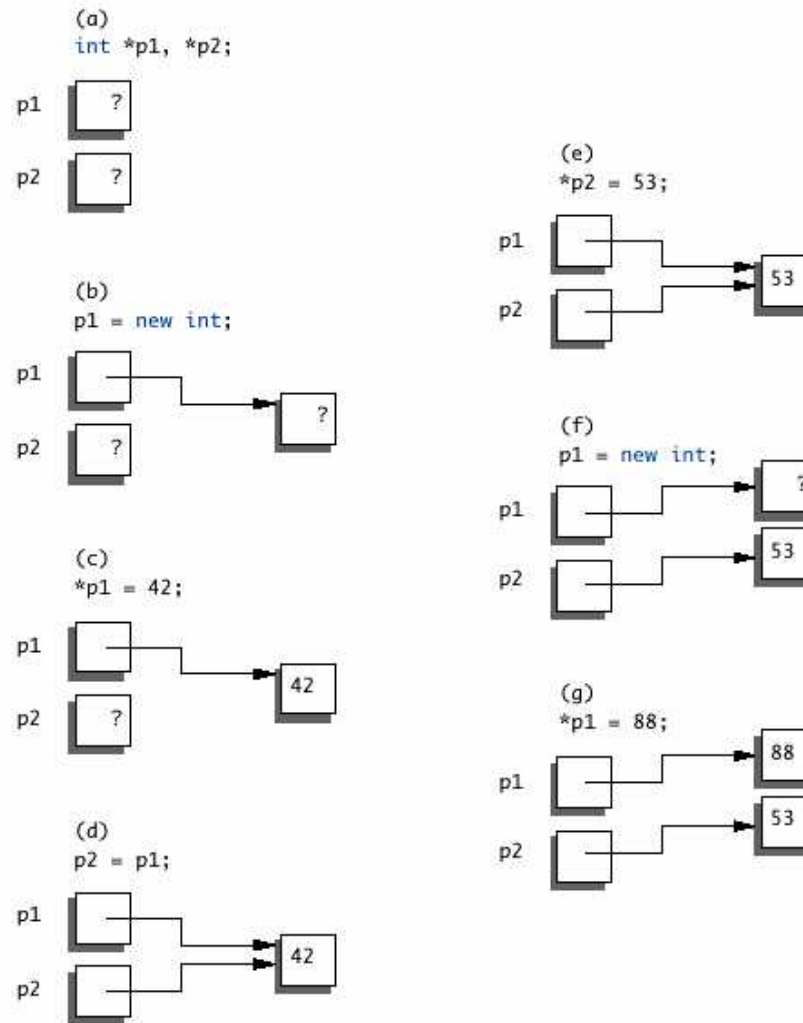 (a)
int *p1, *p2;
p1 ?
p2 ?
(b)
p1 = new int;
p1
?
p2 ?
(c)
*p1 = 42;
p1
42
p2 ?
(d)
p2 = p1;
p1
42
p2
(e)
*p2 = 53;
p1
53
p2
(f)
p1 = new int;
?
p1
53
p2
(g)
*p1 = 88;
88
p1
53
p2